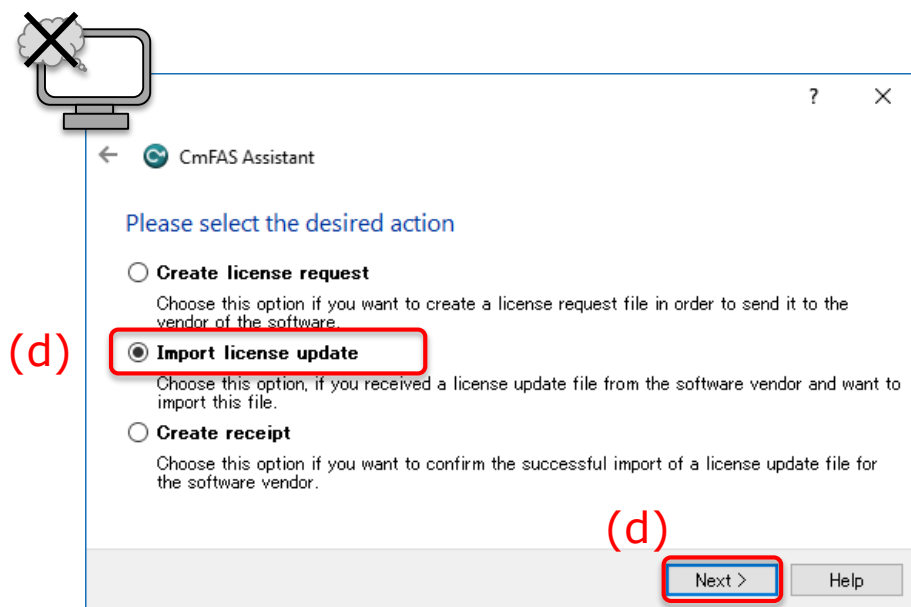 ? ×
← CmFAS Assistant
Please select the desired action
Create license request
Choose this option if you want to create a license request file in order to send it to the
vendor of the software.
(d)
Import license update
Choose this option, if you received a license update file from the software vendor and want to
import this file.
Create receipt
Choose this option if you want to confirm the successful import of a license update file for
the software vendor.
(d)
Next > Help